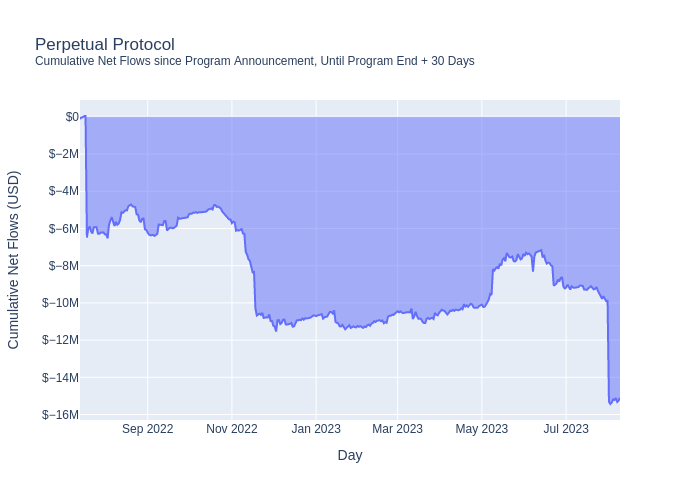 Perpetual Protocol
Cumulative Net Flows since Program Announcement, Until Program End + 30 Days
Cumulative Net Flows (USD)
$0
$−2M
$−4M
$−6M
$−8M
$−10M
$−12M
$−14M
$−16M
Sep 2022
Nov 2022
Jan 2023
Mar 2023
May 2023
Jul 2023
Day